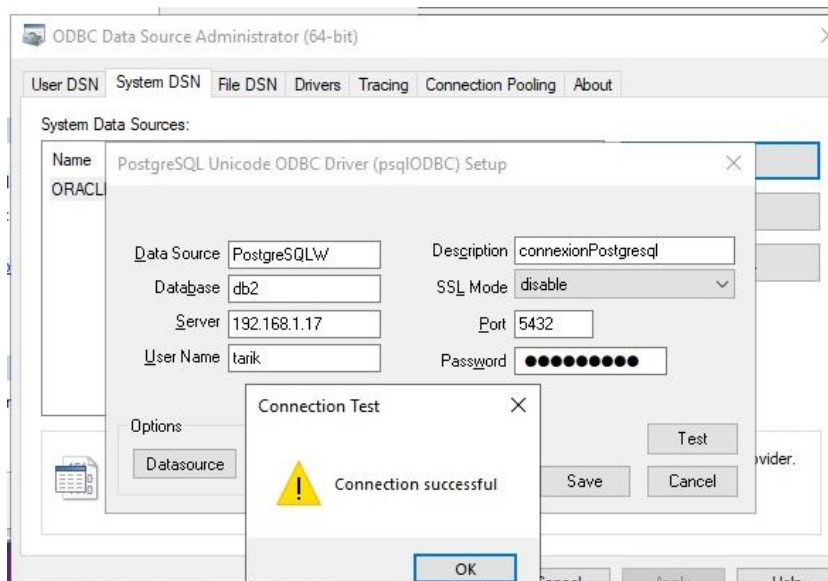 ODBC Data Source Administrator (64-bit)
User DSN System DSN File DSN Drivers Tracing Connection Pooling About
System Data Sources:
Name
PostgreSQL Unicode ODBC Driver (psqlODBC) Setup
Data Source PostgreSQLW Description connexionPostgresql
Database db2 SSL Mode disable
Server 192.168.1.17 Port 5432
User Name tarik Password
Connection Test
Options
Test
Datasource
Connection successful
Save Cancel
OK